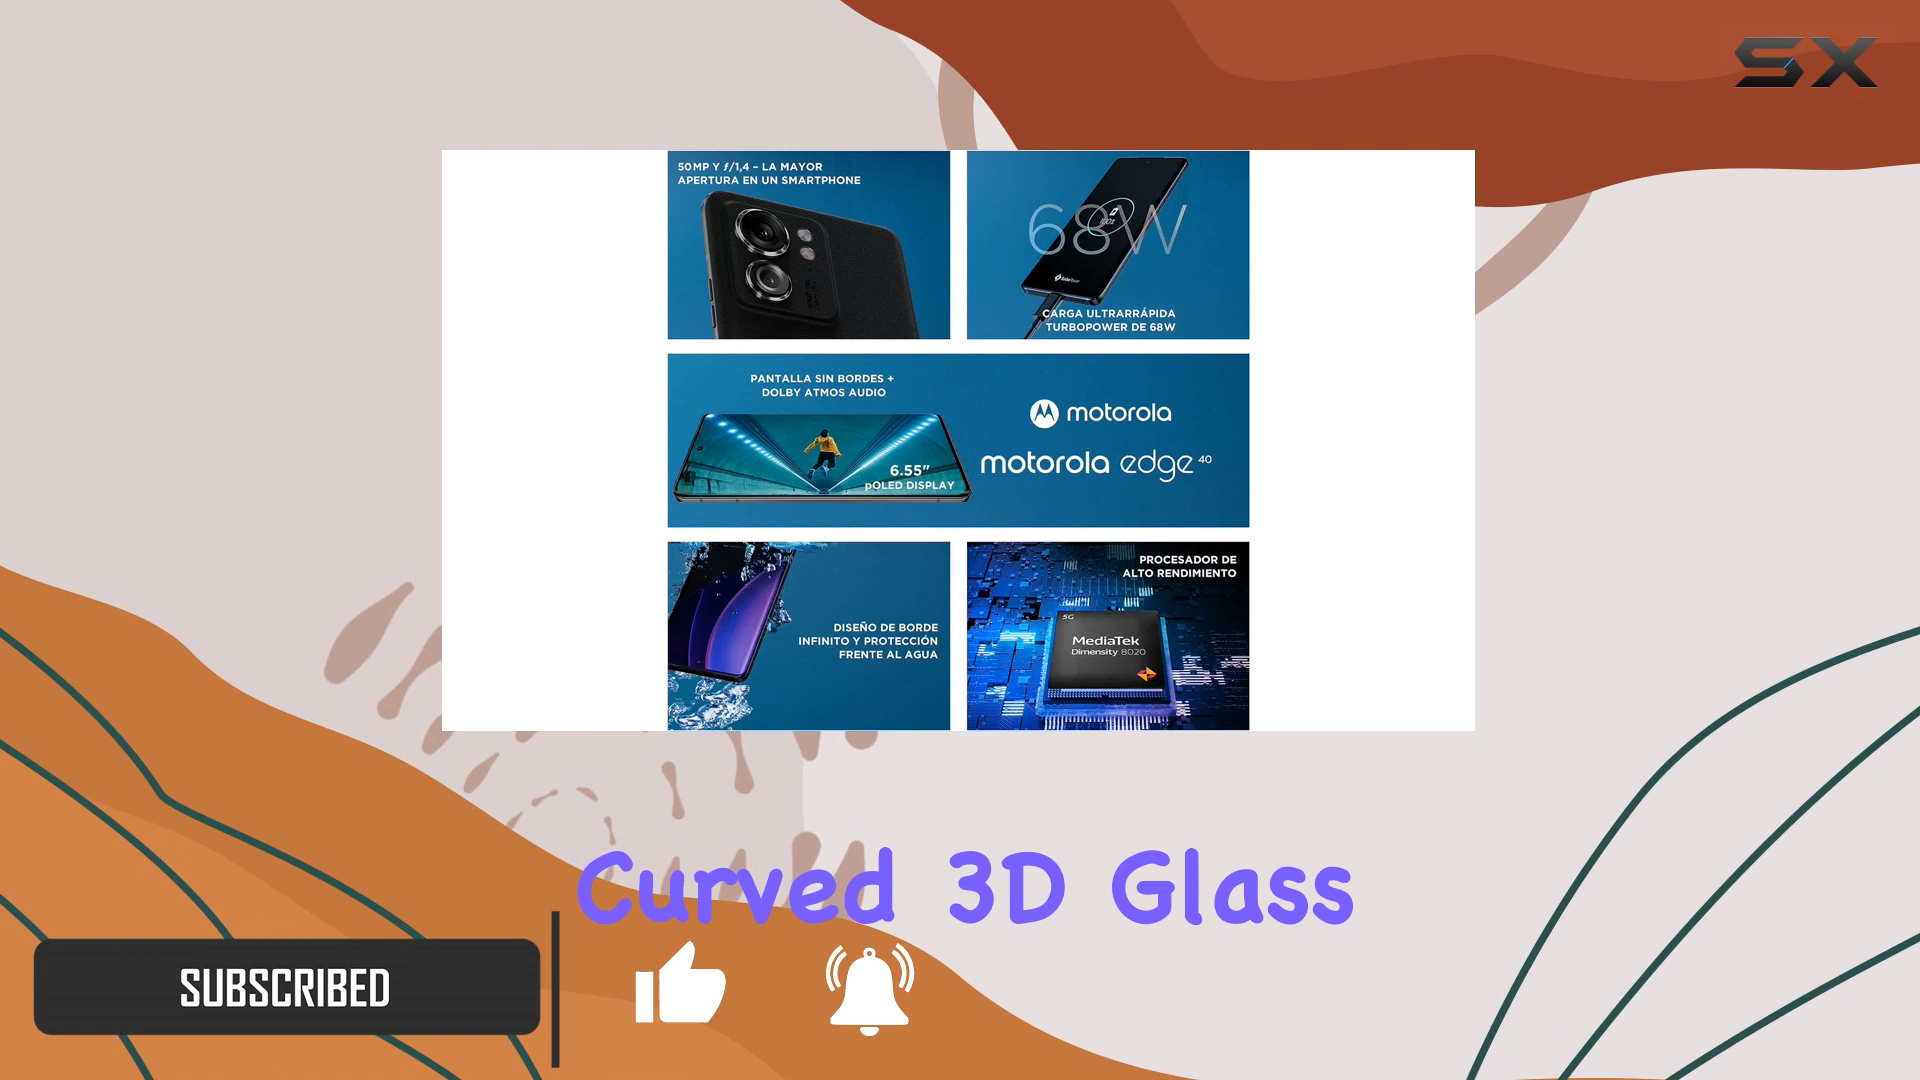 SX
50MP Y f/1,4 – LA MAYOR
APERTURA EN UN SMARTPHONE
68W
100%
CARGA ULTRARRÁPIDA
TURBOPOWER DE 68W
PANTALLA SIN BORDES +
DOLBY ATMOS AUDIO
6.55"
pOLED DISPLAY
motorola
motorola edge 40
DISEÑO DE BORDE
INFINITO Y PROTECCIÓN
FRENTE AL AGUA
PROCESADOR DE
ALTO RENDIMIENTO
5G
MediaTek
Dimensity 8020
Curved 3D Glass
SUBSCRIBED